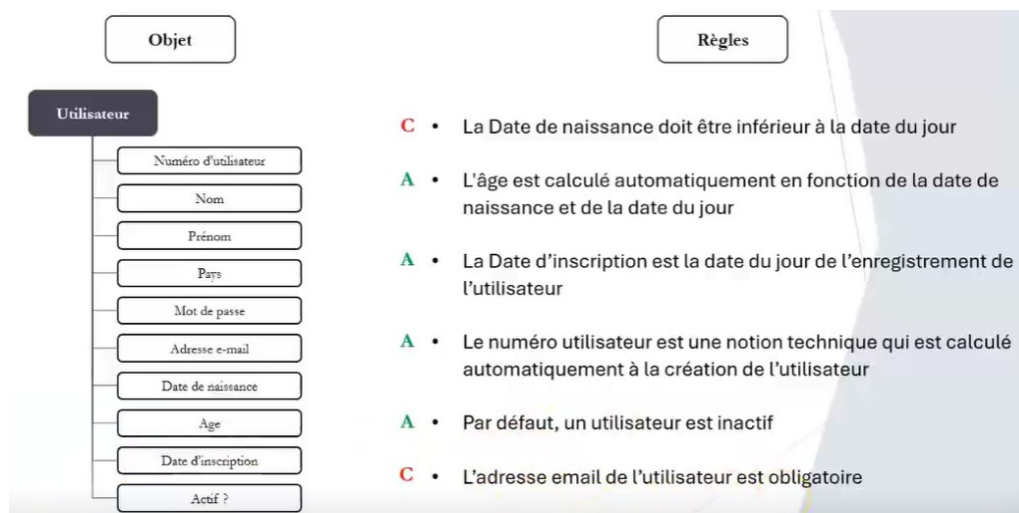 Objet
Utilisateur
Numéro d'utilisateur
Nom
Prénom
Pays
Mot de passe
Adresse e-mail
Date de naissance
Age
Date d'inscription
Actif ?
Règles
C • La Date de naissance doit être inférieur à la date du jour
A • L'âge est calculé automatiquement en fonction de la date de
naissance et de la date du jour
A • La Date d'inscription est la date du jour de l'enregistrement de
l'utilisateur
A • Le numéro utilisateur est une notion technique qui est calculé
automatiquement à la création de l'utilisateur
A • Par défaut, un utilisateur est inactif
C • L'adresse email de l'utilisateur est obligatoire